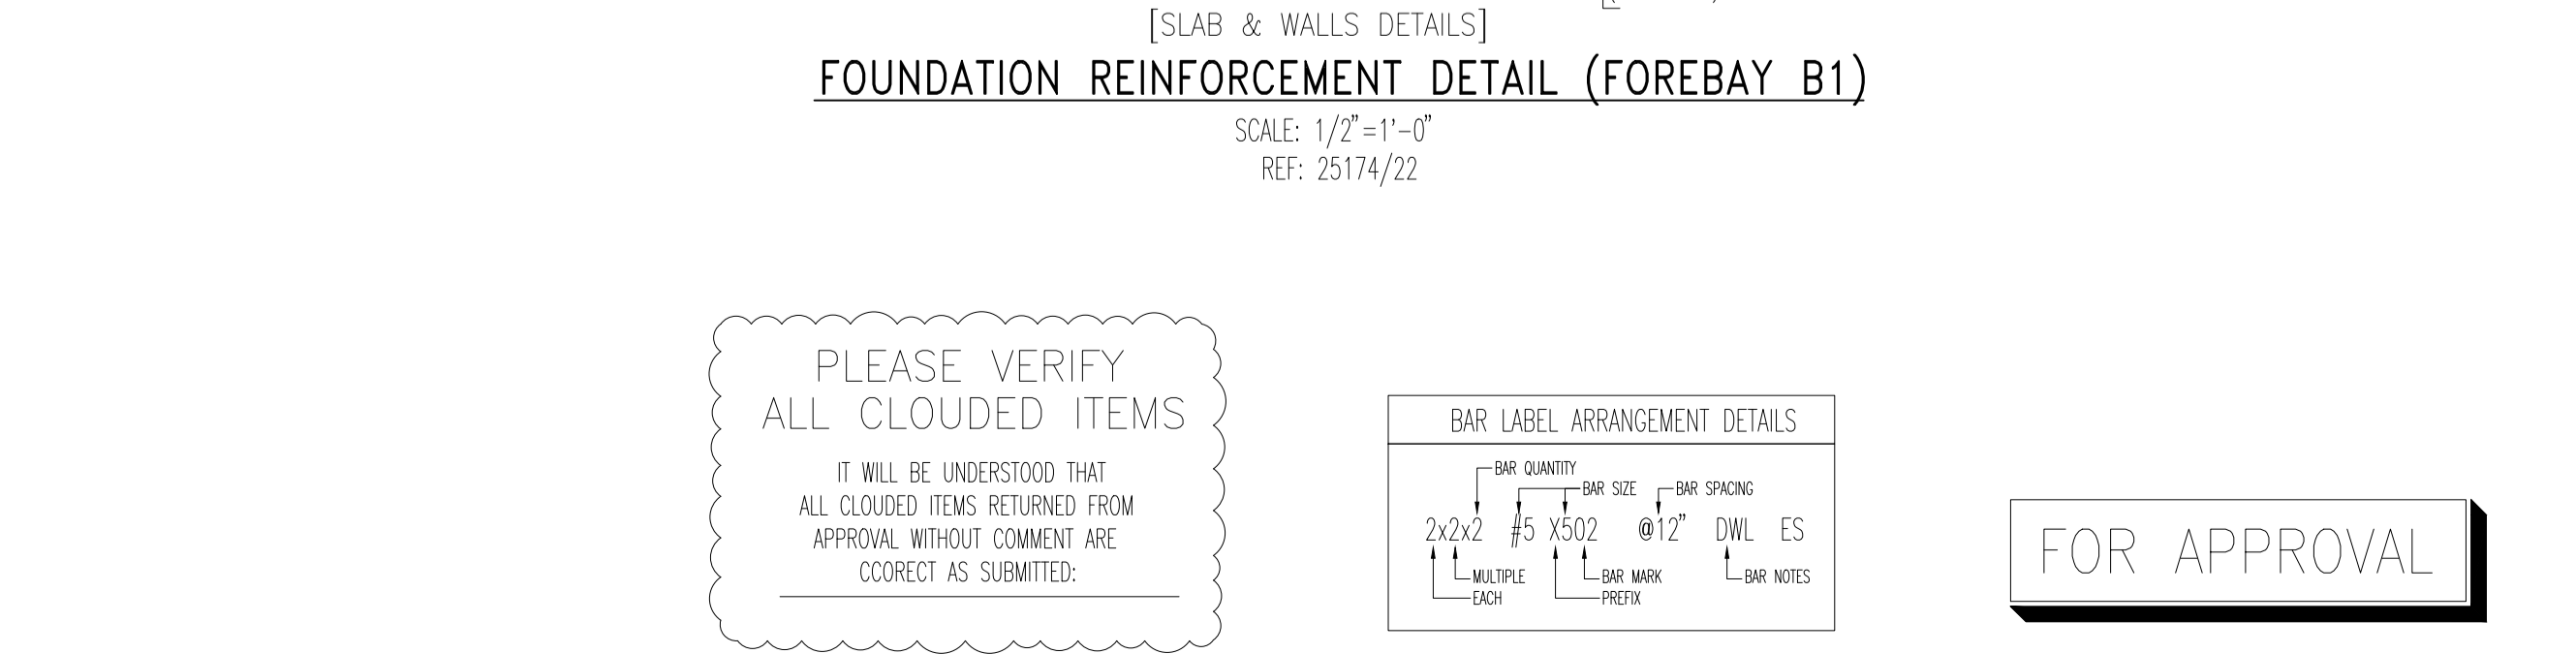 [SLAB & WALLS DETAILS]
FOUNDATION REINFORCEMENT DETAIL (FOREBAY B1)
SCALE: 1/2"=1'-0"
REF: 25174/22
PLEASE VERIFY
ALL CLOUDED ITEMS
IT WILL BE UNDERSTOOD THAT
ALL CLOUDED ITEMS RETURNED FROM
APPROVAL WITHOUT COMMENT ARE
CCORECT AS SUBMITTED:
BAR LABEL ARRANGEMENT DETAILS
BAR QUANTITY
BAR SIZE BAR SPACING
2x2x2 #5 X502 @12" DWL ES
MULTIPLE BAR MARK BAR NOTES
EACH PREFIX
FOR APPROVAL